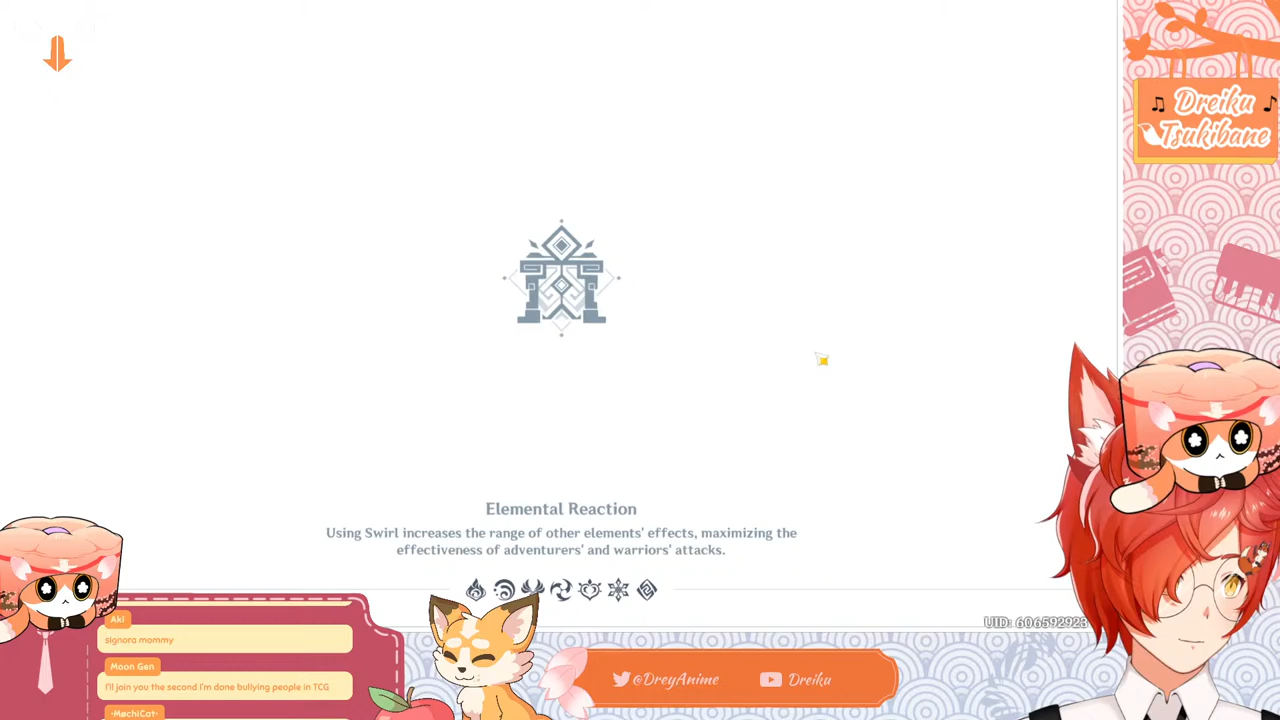 Dreiku
Tsukibane
Elemental Reaction
Using Swirl increases the range of other elements' effects, maximizing the
effectiveness of adventurers' and warriors' attacks.
UID: 606592923
Aki
signora mommy
Moon Gen
I'll join you the second I'm done bullying people in TCG
·MøchiCat·
@DreyAnime
Dreiku